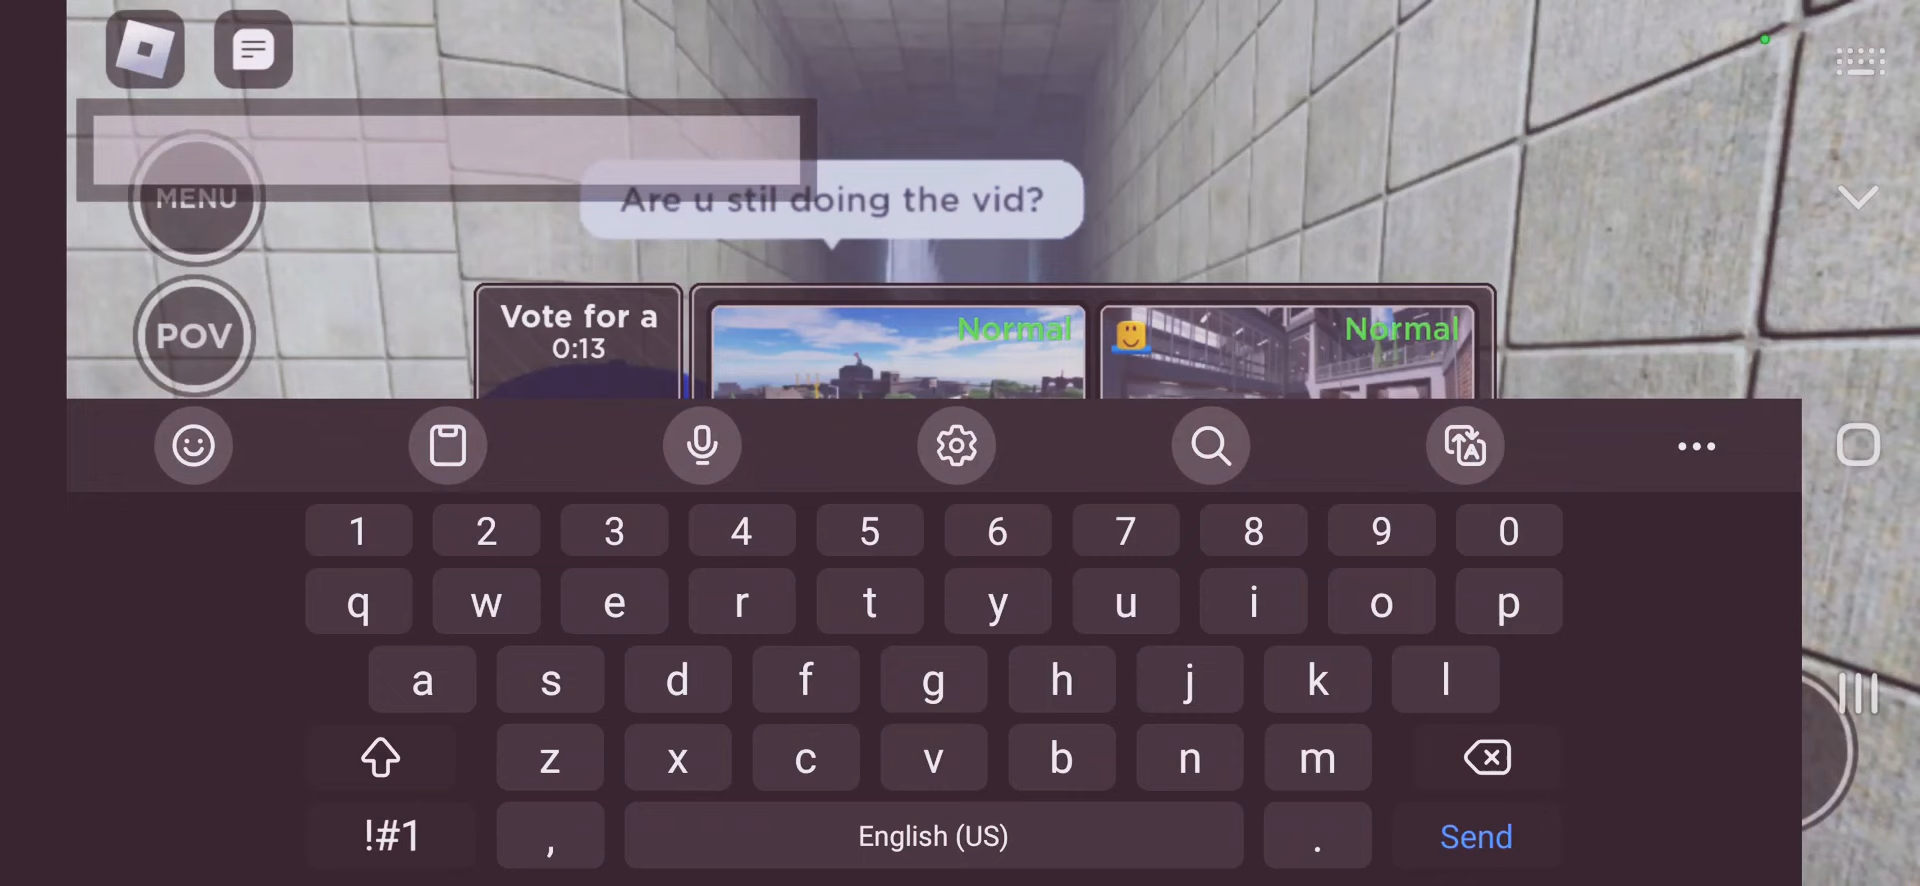 MENU
Are u stil doing the vid?
POV
Vote for a
0:13
Normal
Normal
1 2 3 4 5 6 7 8 9 0
q w e r t y u i o p
a s d f g h j k l
z x c v b n m
!#1 , English (US) . Send